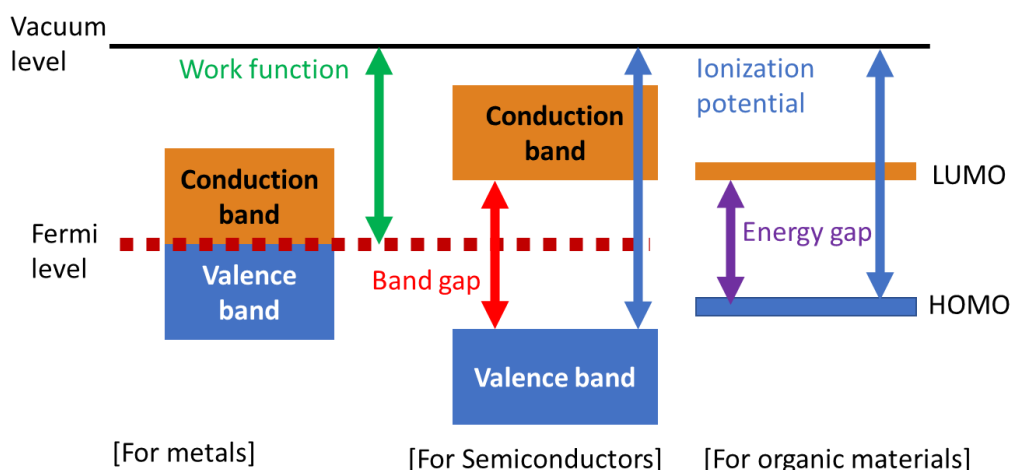 Vacuum
level
Work function
Ionization
potential
Conduction
band
Conduction
band
LUMO
Fermi
level
Valence
band
Band gap
Energy gap
HOMO
Valence band
[For metals]
[For Semiconductors]
[For organic materials]